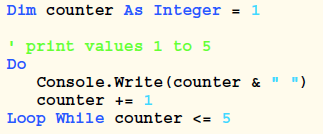 Dim counter As Integer = 1
' print values 1 to 5
Do
Console.Write(counter & " ")
counter += 1
Loop While counter <= 5